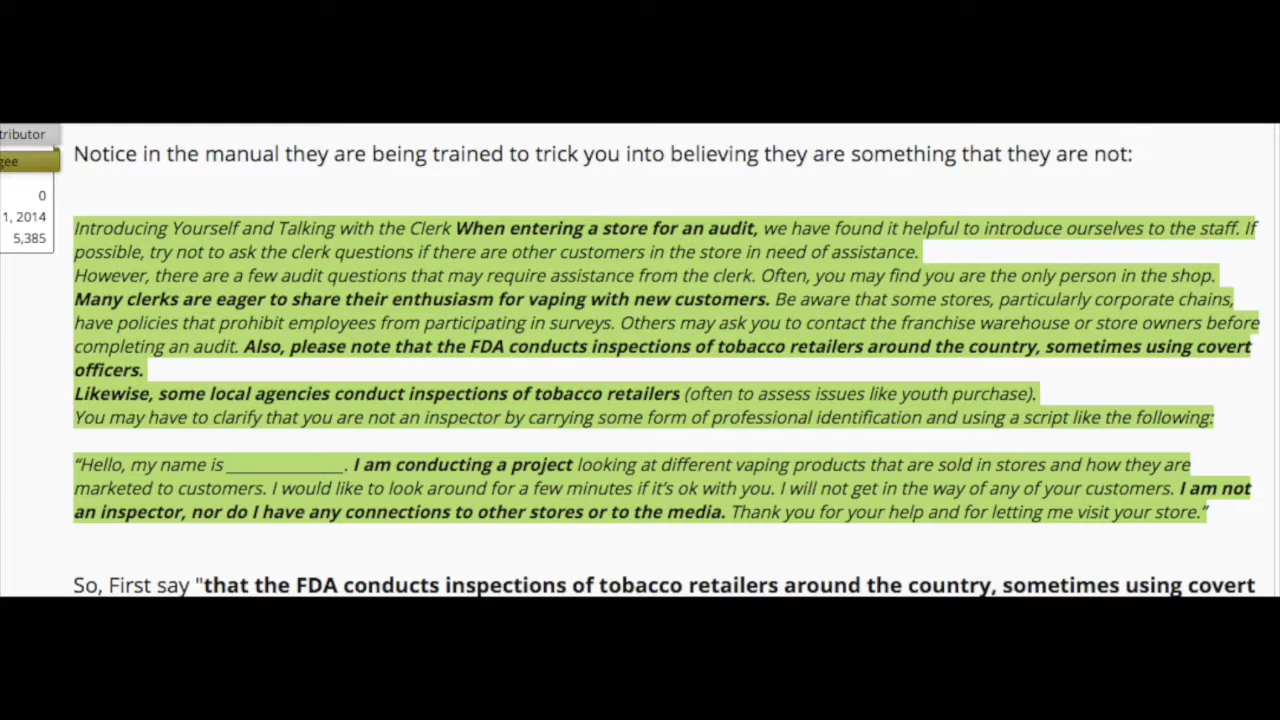 tributor
gee
0
1, 2014
5,385
Notice in the manual they are being trained to trick you into believing they are something that they are not:
Introducing Yourself and Talking with the Clerk When entering a store for an audit, we have found it helpful to introduce ourselves to the staff. If
possible, try not to ask the clerk questions if there are other customers in the store in need of assistance.
However, there are a few audit questions that may require assistance from the clerk. Often, you may find you are the only person in the shop.
Many clerks are eager to share their enthusiasm for vaping with new customers. Be aware that some stores, particularly corporate chains,
have policies that prohibit employees from participating in surveys. Others may ask you to contact the franchise warehouse or store owners before
completing an audit. Also, please note that the FDA conducts inspections of tobacco retailers around the country, sometimes using covert
officers.
Likewise, some local agencies conduct inspections of tobacco retailers (often to assess issues like youth purchase).
You may have to clarify that you are not an inspector by carrying some form of professional identification and using a script like the following:
“Hello, my name is ______________. I am conducting a project looking at different vaping products that are sold in stores and how they are
marketed to customers. I would like to look around for a few minutes if it’s ok with you. I will not get in the way of any of your customers. I am not
an inspector, nor do I have any connections to other stores or to the media. Thank you for your help and for letting me visit your store.”
So, First say "that the FDA conducts inspections of tobacco retailers around the country, sometimes using covert